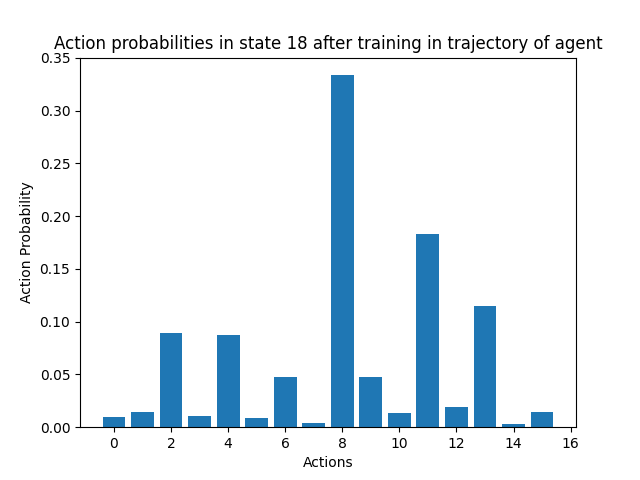 Action probabilities in state 18 after training in trajectory of agent
0.35
0.30
0.25
0.20
0.15
0.10
0.05
0.00
Action Probability
0 2 4 6 8 10 12 14 16
Actions